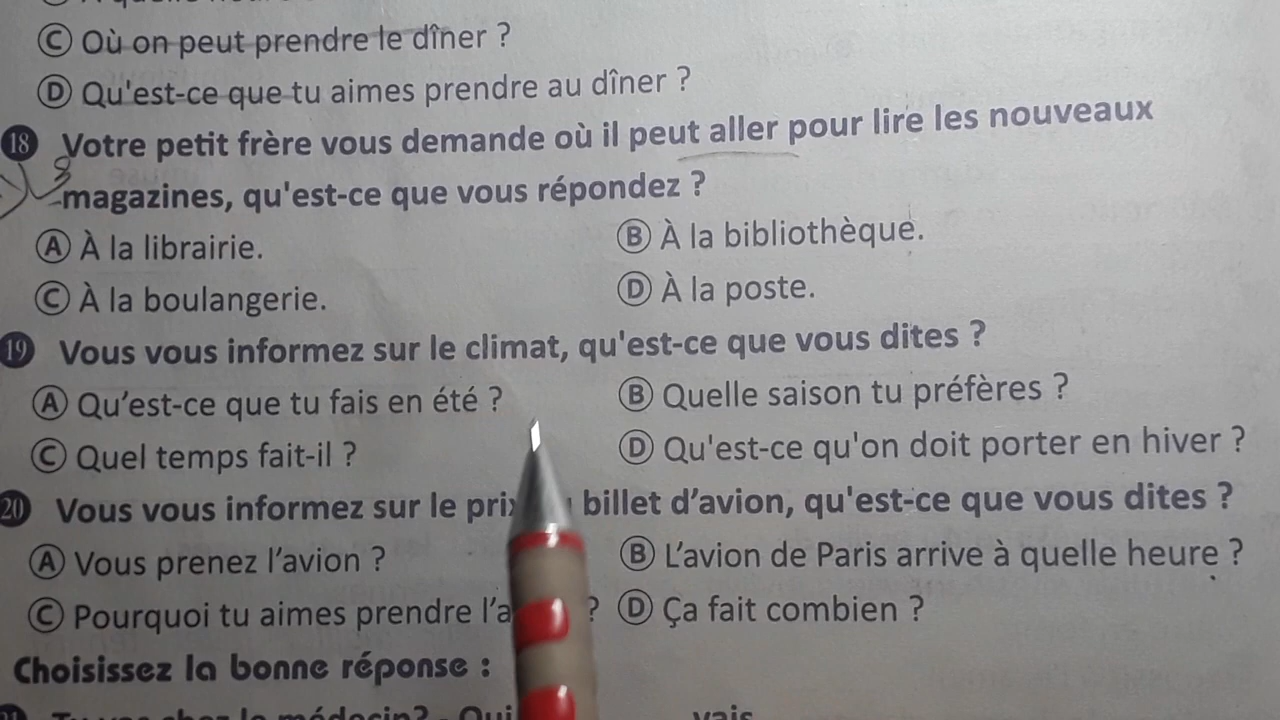 C Où on peut prendre le dîner ?
D Qu'est-ce que tu aimes prendre au dîner ?
18 Votre petit frère vous demande où il peut aller pour lire les nouveaux
magazines, qu'est-ce que vous répondez ?
A À la librairie. B À la bibliothèque.
C À la boulangerie. D À la poste.
19 Vous vous informez sur le climat, qu'est-ce que vous dites ?
A Qu’est-ce que tu fais en été ? B Quelle saison tu préfères ?
C Quel temps fait-il ? D Qu'est-ce qu'on doit porter en hiver ?
20 Vous vous informez sur le billet d’avion, qu'est-ce que vous dites ?
A Vous prenez l’avion ? B L’avion de Paris arrive à quelle heure ?
C Pourquoi tu aimes prendre ? D Ça fait combien ?
Choisissez la bonne réponse :